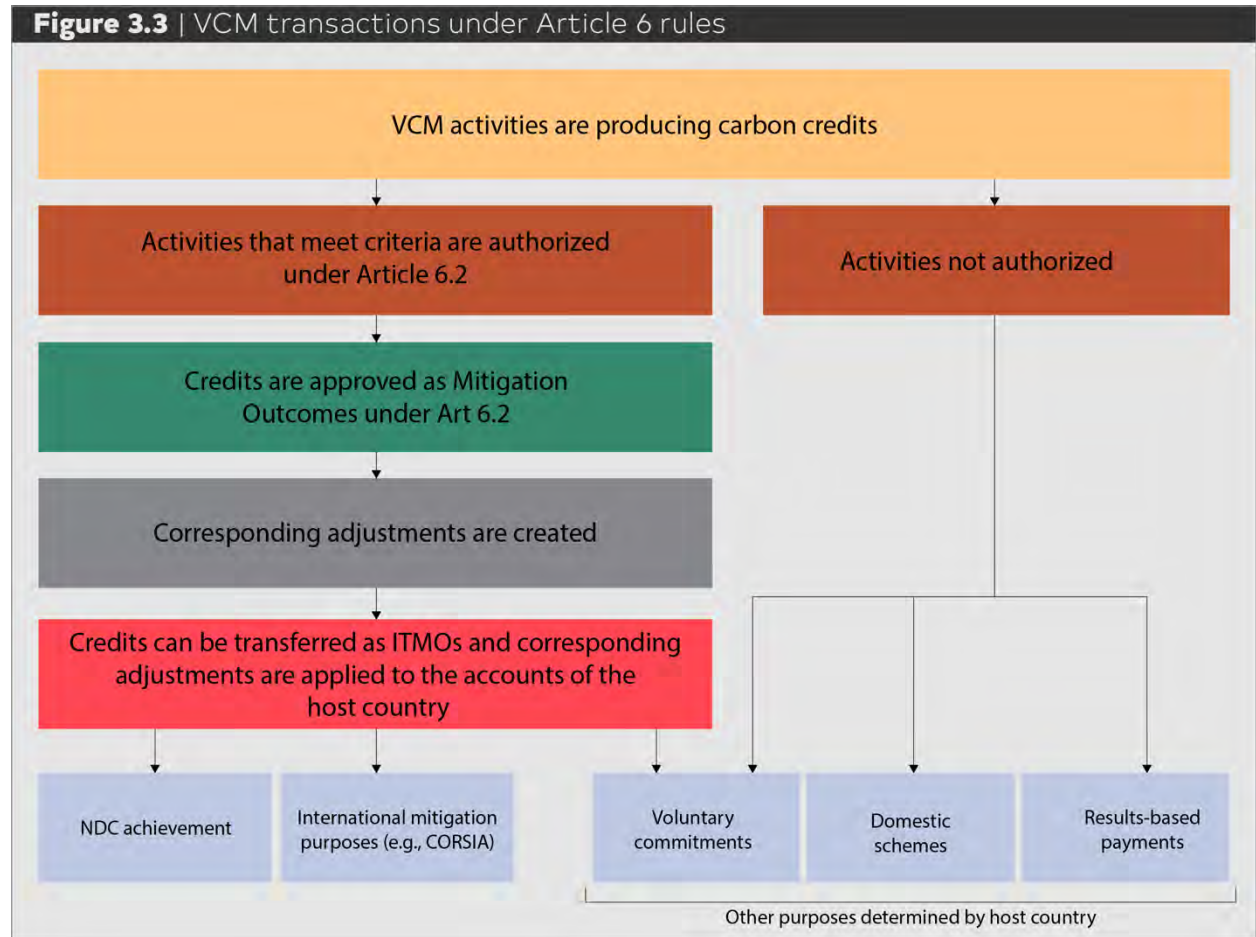 Figure 3.3 | VCM transactions under Article 6 rules
VCM activities are producing carbon credits
Activities that meet criteria are authorized
under Article 6.2
Activities not authorized
Credits are approved as Mitigation
Outcomes under Art 6.2
Corresponding adjustments are created
Credits can be transferred as ITMOs and corresponding
adjustments are applied to the accounts of the
host country
NDC achievement
International mitigation
purposes (e.g., CORSIA)
Voluntary
commitments
Domestic
schemes
Results-based
payments
Other purposes determined by host country